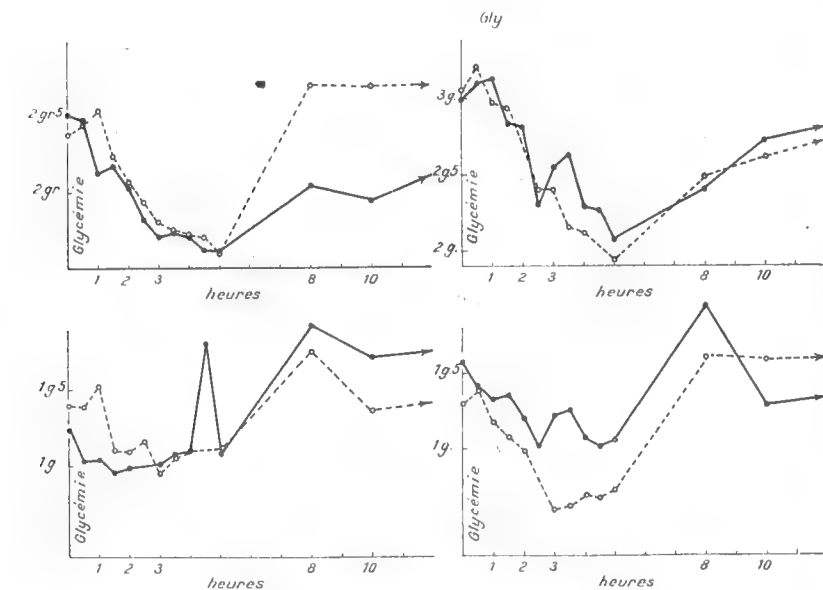 Gly
2gr5
2gr
Glycémie
1 2 3 8 10
heures
3g.
2g5
2g.
1 2 3 8 10
heures
1g5
1g
Glycémie
1 2 3 8 10
heures
1g5
1g.
Glycémie
1 2 3 8 10
heures